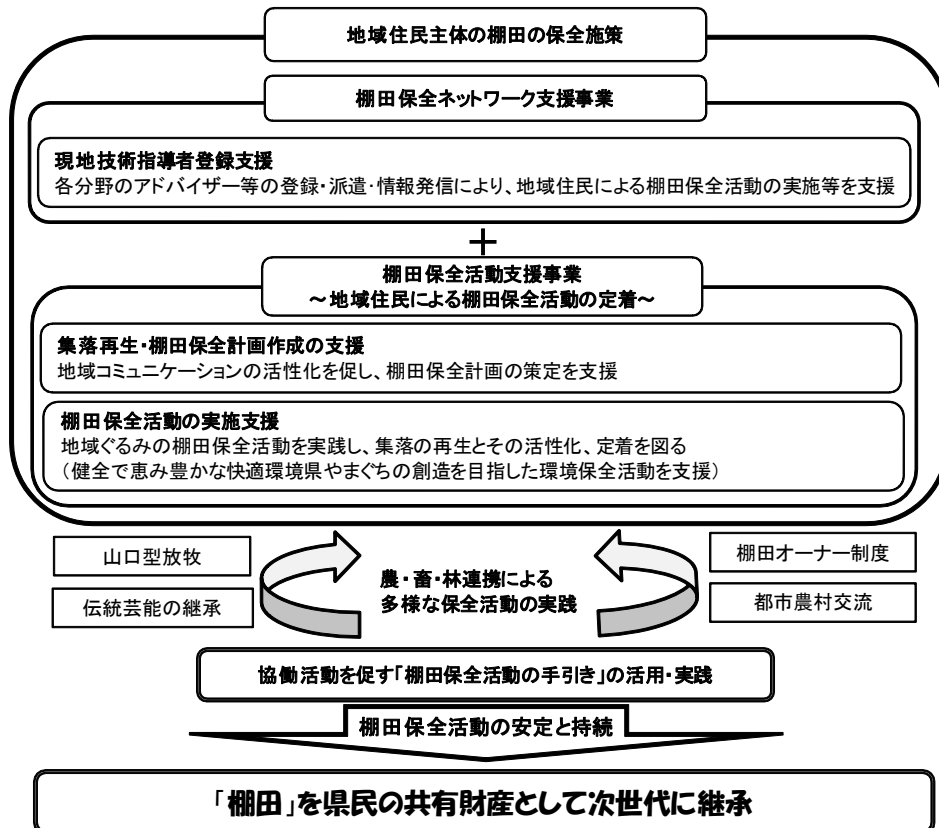 地域住民主体の棚田の保全施策
棚田保全ネットワーク支援事業
現地技術指導者登録支援
各分野のアドバイザー等の登録・派遣・情報発信により、地域住民による棚田保全活動の実施等を支援
＋
棚田保全活動支援事業
～地域住民による棚田保全活動の定着～
集落再生・棚田保全計画作成の支援
地域コミュニケーションの活性化を促し、棚田保全計画の策定を支援
棚田保全活動の実施支援
地域ぐるみの棚田保全活動を実践し、集落の再生とその活性化、定着を図る
（健全で恵み豊かな快適環境県やまぐちの創造を目指した環境保全活動を支援）
山口型放牧
伝統芸能の継承
農・畜・林連携による
多様な保全活動の実践
棚田オーナー制度
都市農村交流
協働活動を促す「棚田保全活動の手引き」の活用・実践
棚田保全活動の安定と持続
「棚田」を県民の共有財産として次世代に継承